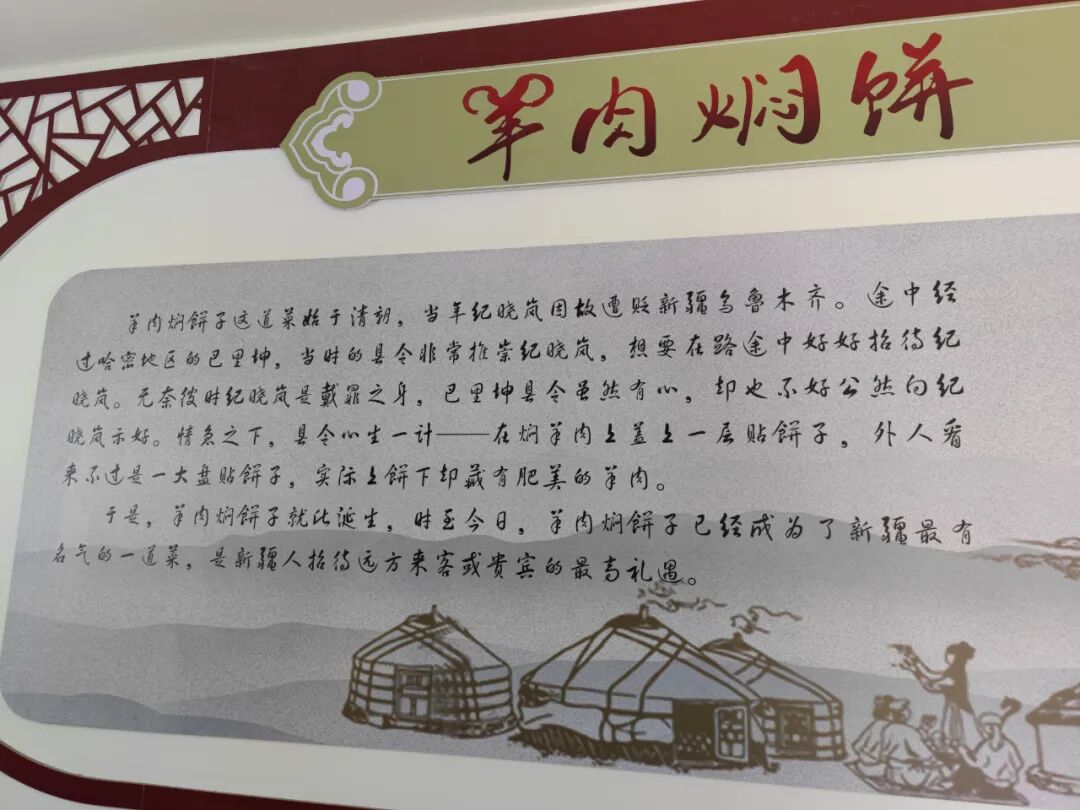 羊肉焖饼
羊肉焖饼子这道菜始于清朝，当年纪晓岚因故遭贬新疆乌鲁木齐。途中经
过哈密地区的巴里坤，当时的县令非常推崇纪晓岚，想要在路途中好好招待纪
晓岚。无奈彼时纪晓岚是戴罪之身，巴里坤县令虽然有心，却也不好公然向纪
晓岚示好。情急之下，县令心生一计——在焖羊肉上盖上一层贴饼子，外人看
来不过是一大盘贴饼子，实际上饼下却藏有肥美的羊肉。
于是，羊肉焖饼子就此诞生，时至今日，羊肉焖饼子已经成为了新疆最有
名气的一道菜，是新疆人招待远方来客或贵宾的最高礼遇。